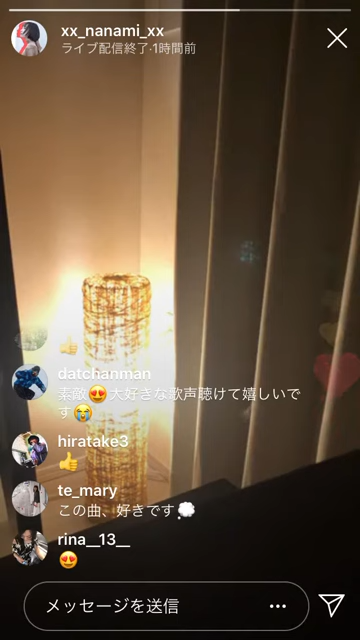 xx_nanami_xx
ライブ配信終了·1時間前
👍
datchanman
素敵😍大好きな歌声聴けて嬉しいで
す😭
hiratake3
👍
te_mary
この曲、好きです💭
rina__13__
😍
メッセージを送信